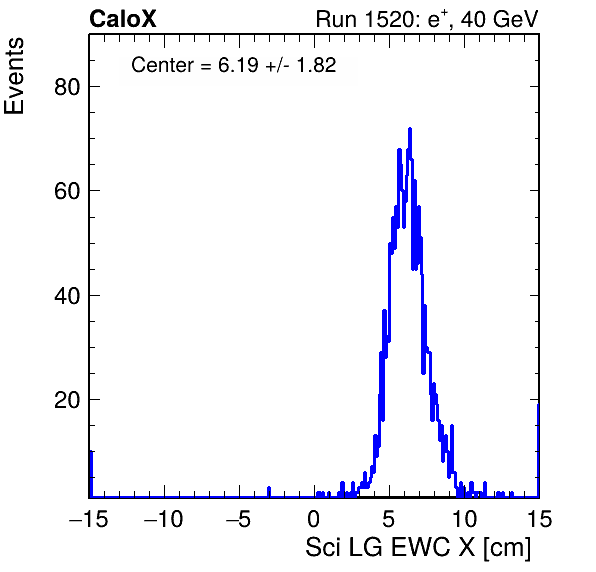 CaloX Run 1520: e⁺, 40 GeV
Center = 6.19 +/- 1.82
Events
80
60
40
20
−15 −10 −5 0 5 10 15
Sci LG EWC X [cm]